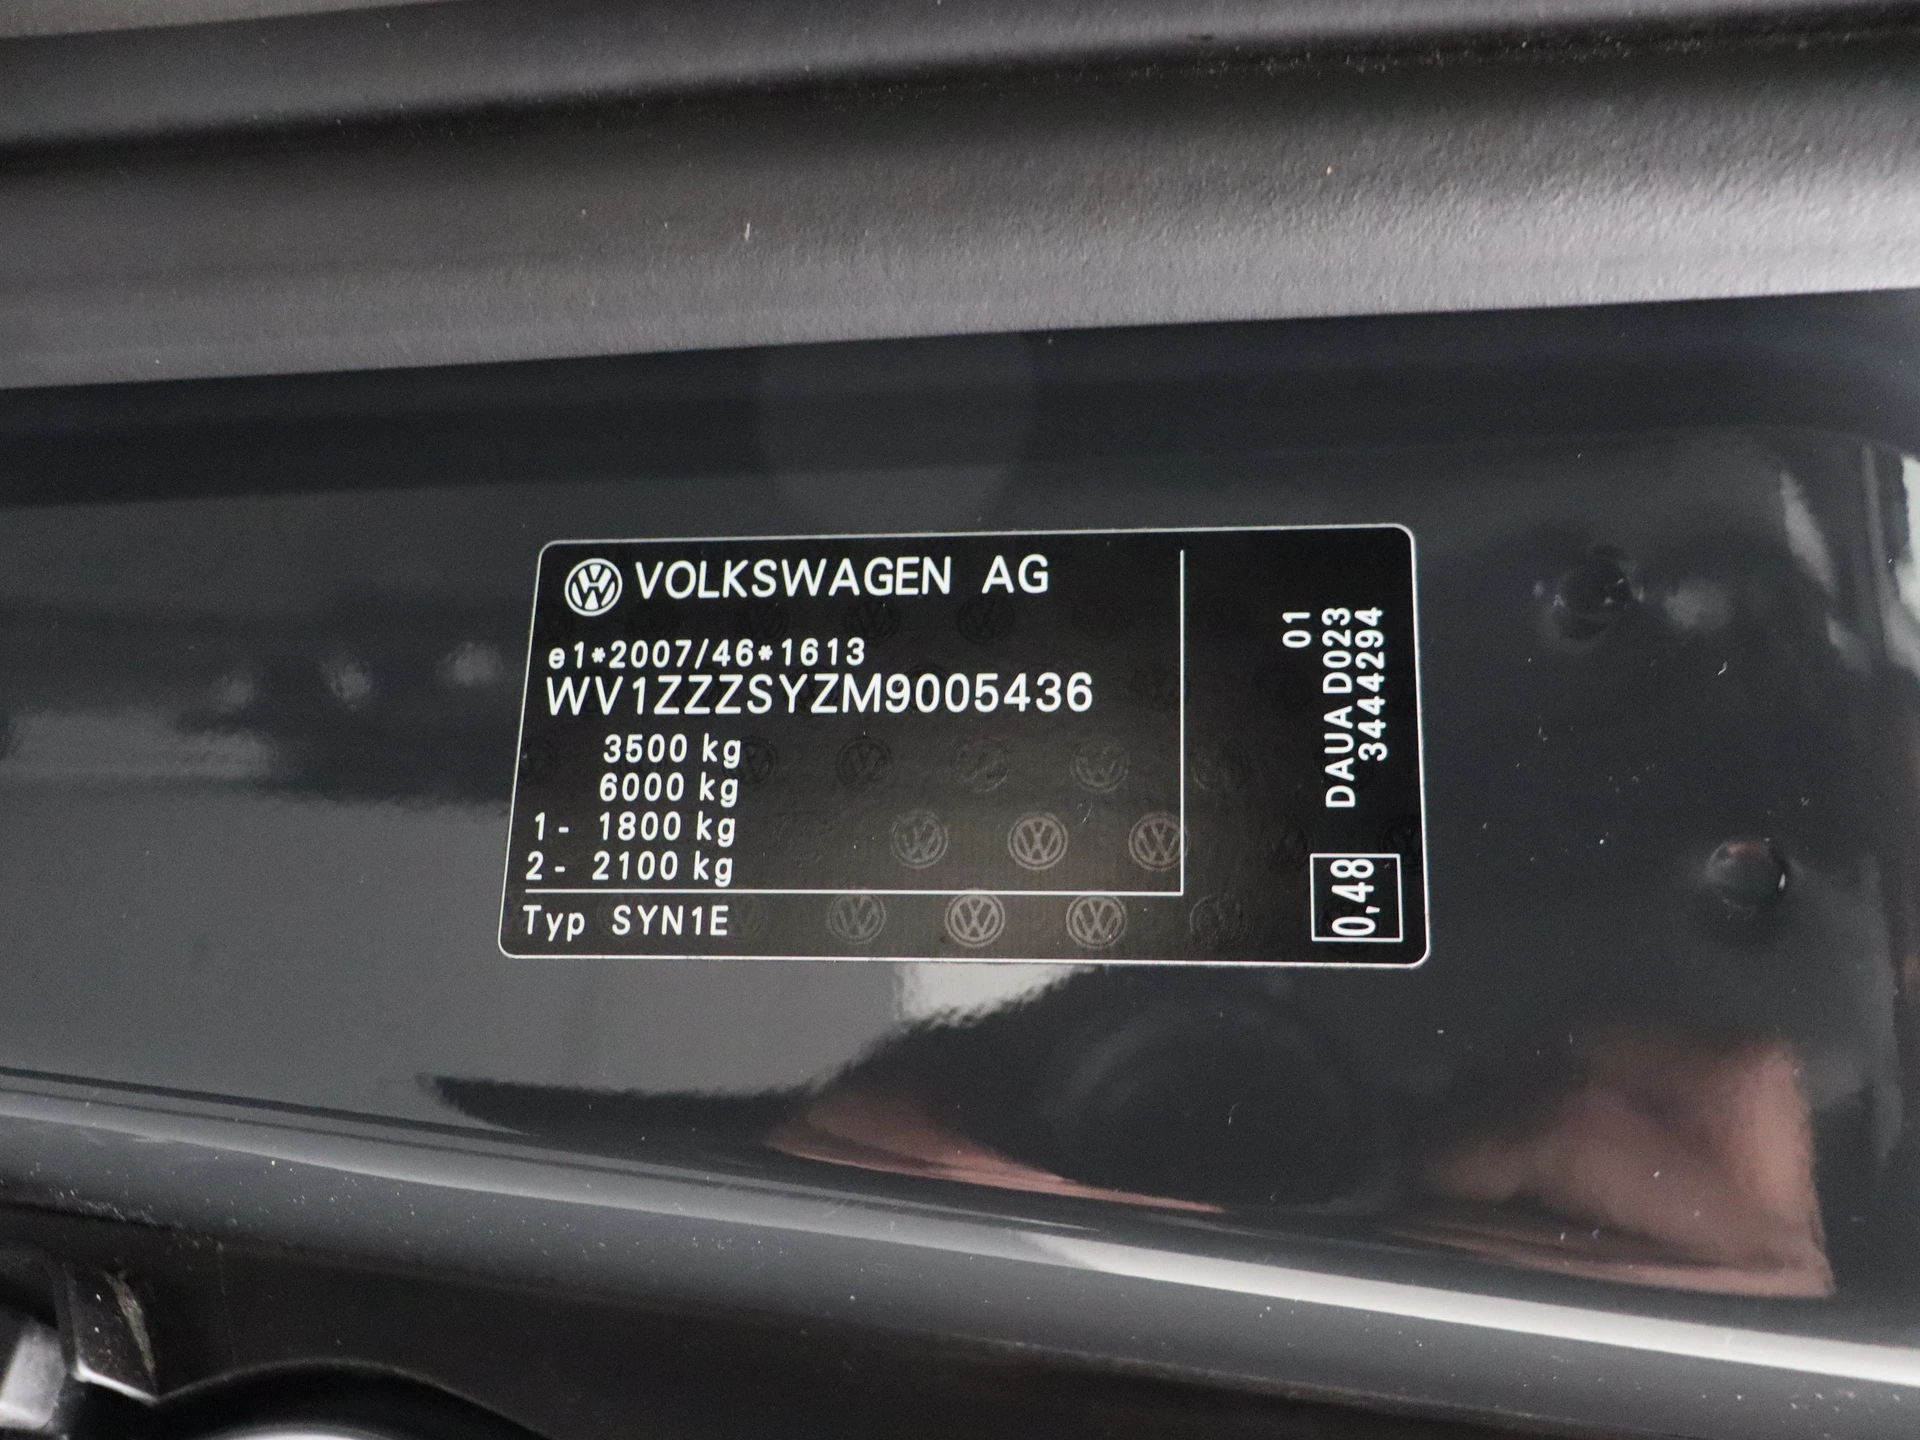 VOLKSWAGEN AG
e1*2007/46*1613
WV1ZZZSYZM9005436
3500 kg
6000 kg
1- 1800 kg
2- 2100 kg
Typ SYN1E
01
DAUA D023
3444294
0,48